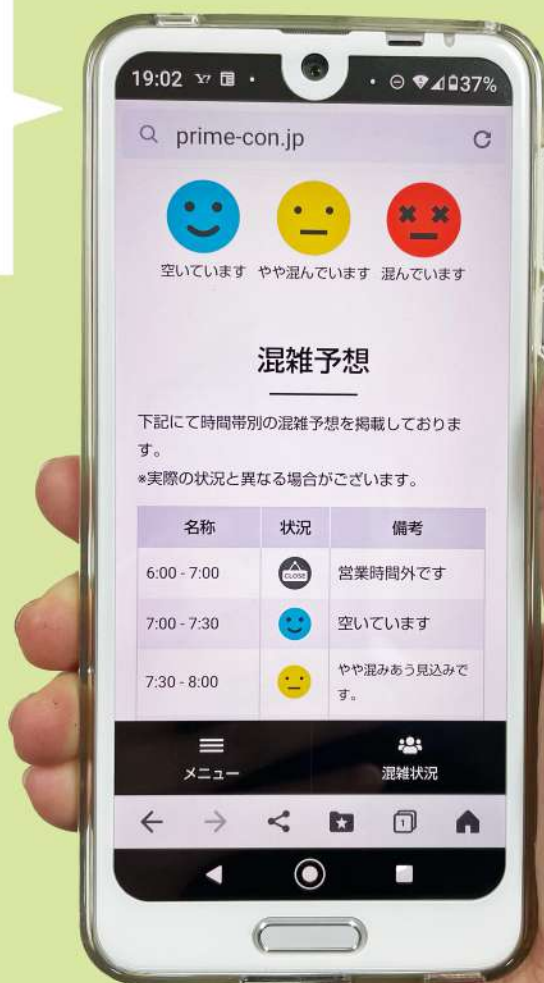 19:02
37%
prime-con.jp
空いています やや混んでいます 混んでいます
混雑予想
下記にて時間帯別の混雑予想を掲載しておりま
す。
※実際の状況と異なる場合がございます。
名称 状況 備考
6:00 - 7:00 CLOSE 営業時間外です
7:00 - 7:30 空いています
7:30 - 8:00 やや混みあう見込みで
す。
メニュー 混雑状況
1